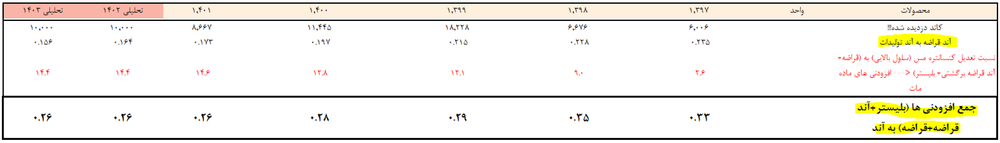 محصولات واحد ۱,۳۹۷ ۱,۳۹۸ ۱,۳۹۹ ۱,۴۰۰ ۱,۴۰۱ تحلیلی ۱۴۰۲ تحلیلی ۱۴۰۳
کاتد دزدیده شده!!! ۶,۰۰۶ ۶,۶۷۶ ۱۸,۲۲۸ ۱۱,۴۴۵ ۸,۶۶۷ ۱۰,۰۰۰ ۱۰,۰۰۰
آند قراضه به آند تولیدات ۰.۲۳۵ ۰.۲۲۸ ۰.۲۱۵ ۰.۱۹۷ ۰.۱۷۳ ۰.۱۶۴ ۰.۱۵۶
نسبت تعدیل کنسانتره مس (سلول بالایی) به (قراضه+
آند قراضه برگشتی+بلیستر) <--- افزودنی های ماده ۲.۶ ۹.۰ ۱۲.۱ ۱۲.۸ ۱۴.۶ ۱۴.۴ ۱۴.۴
مات
جمع افزودنی ها (بلیستر+آند
۰.۳۳ ۰.۳۵ ۰.۲۹ ۰.۲۸ ۰.۲۶ ۰.۲۶ ۰.۲۶
قراضه+قراضه) به آند